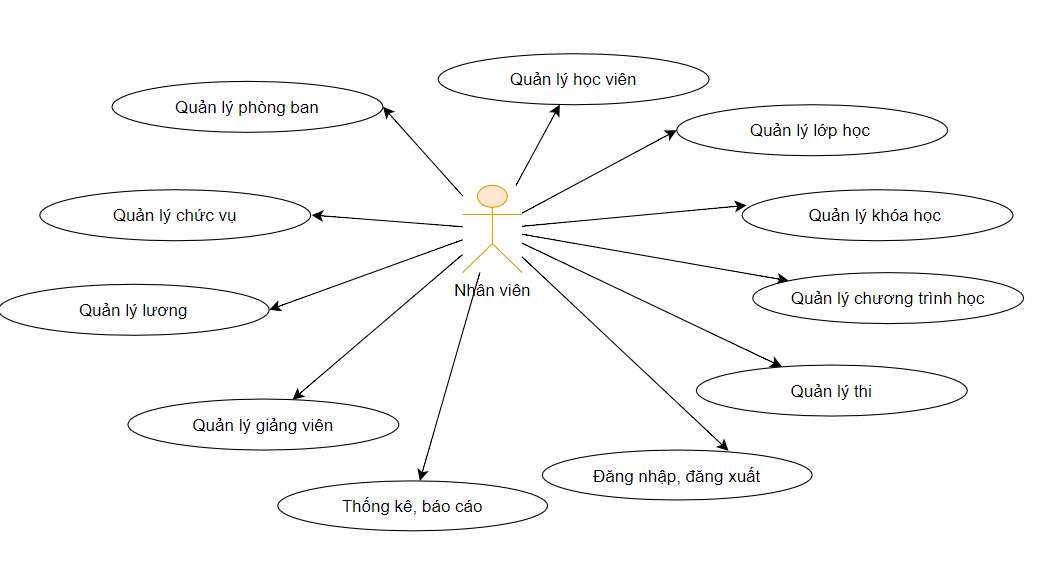 Quản lý học viên
Quản lý phòng ban
Quản lý lớp học
Quản lý chức vụ
Quản lý khóa học
Nhân viên
Quản lý chương trình học
Quản lý lương
Quản lý thi
Quản lý giảng viên
Đăng nhập, đăng xuất
Thống kê, báo cáo